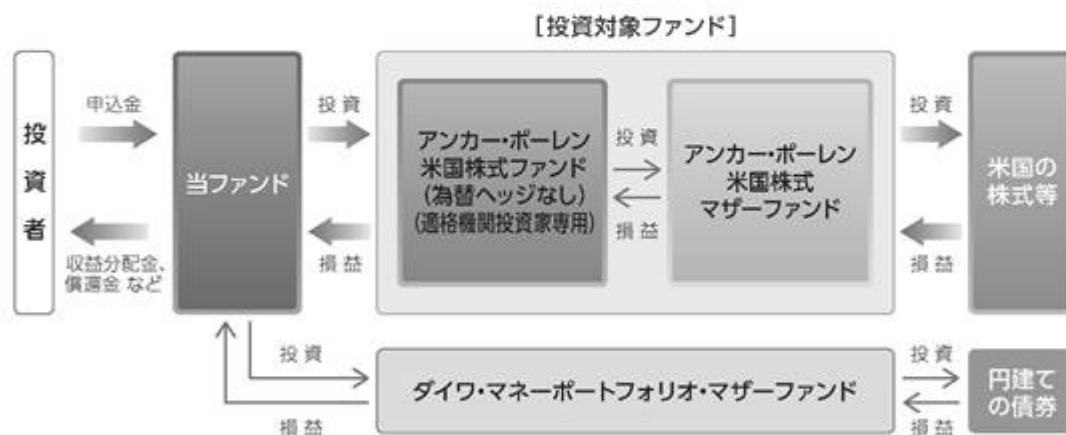 [投資対象ファンド]
投資者
申込金
収益分配金、
償還金 など
当ファンド
投資
損益
アンカー・ポーレン
米国株式ファンド
(為替ヘッジなし)
(適格機関投資家専用)
投資
損益
アンカー・ポーレン
米国株式
マザーファンド
投資
損益
米国の
株式等
投資
損益
ダイワ・マネーポートフォリオ・マザーファンド
投資
損益
円建て
の債券